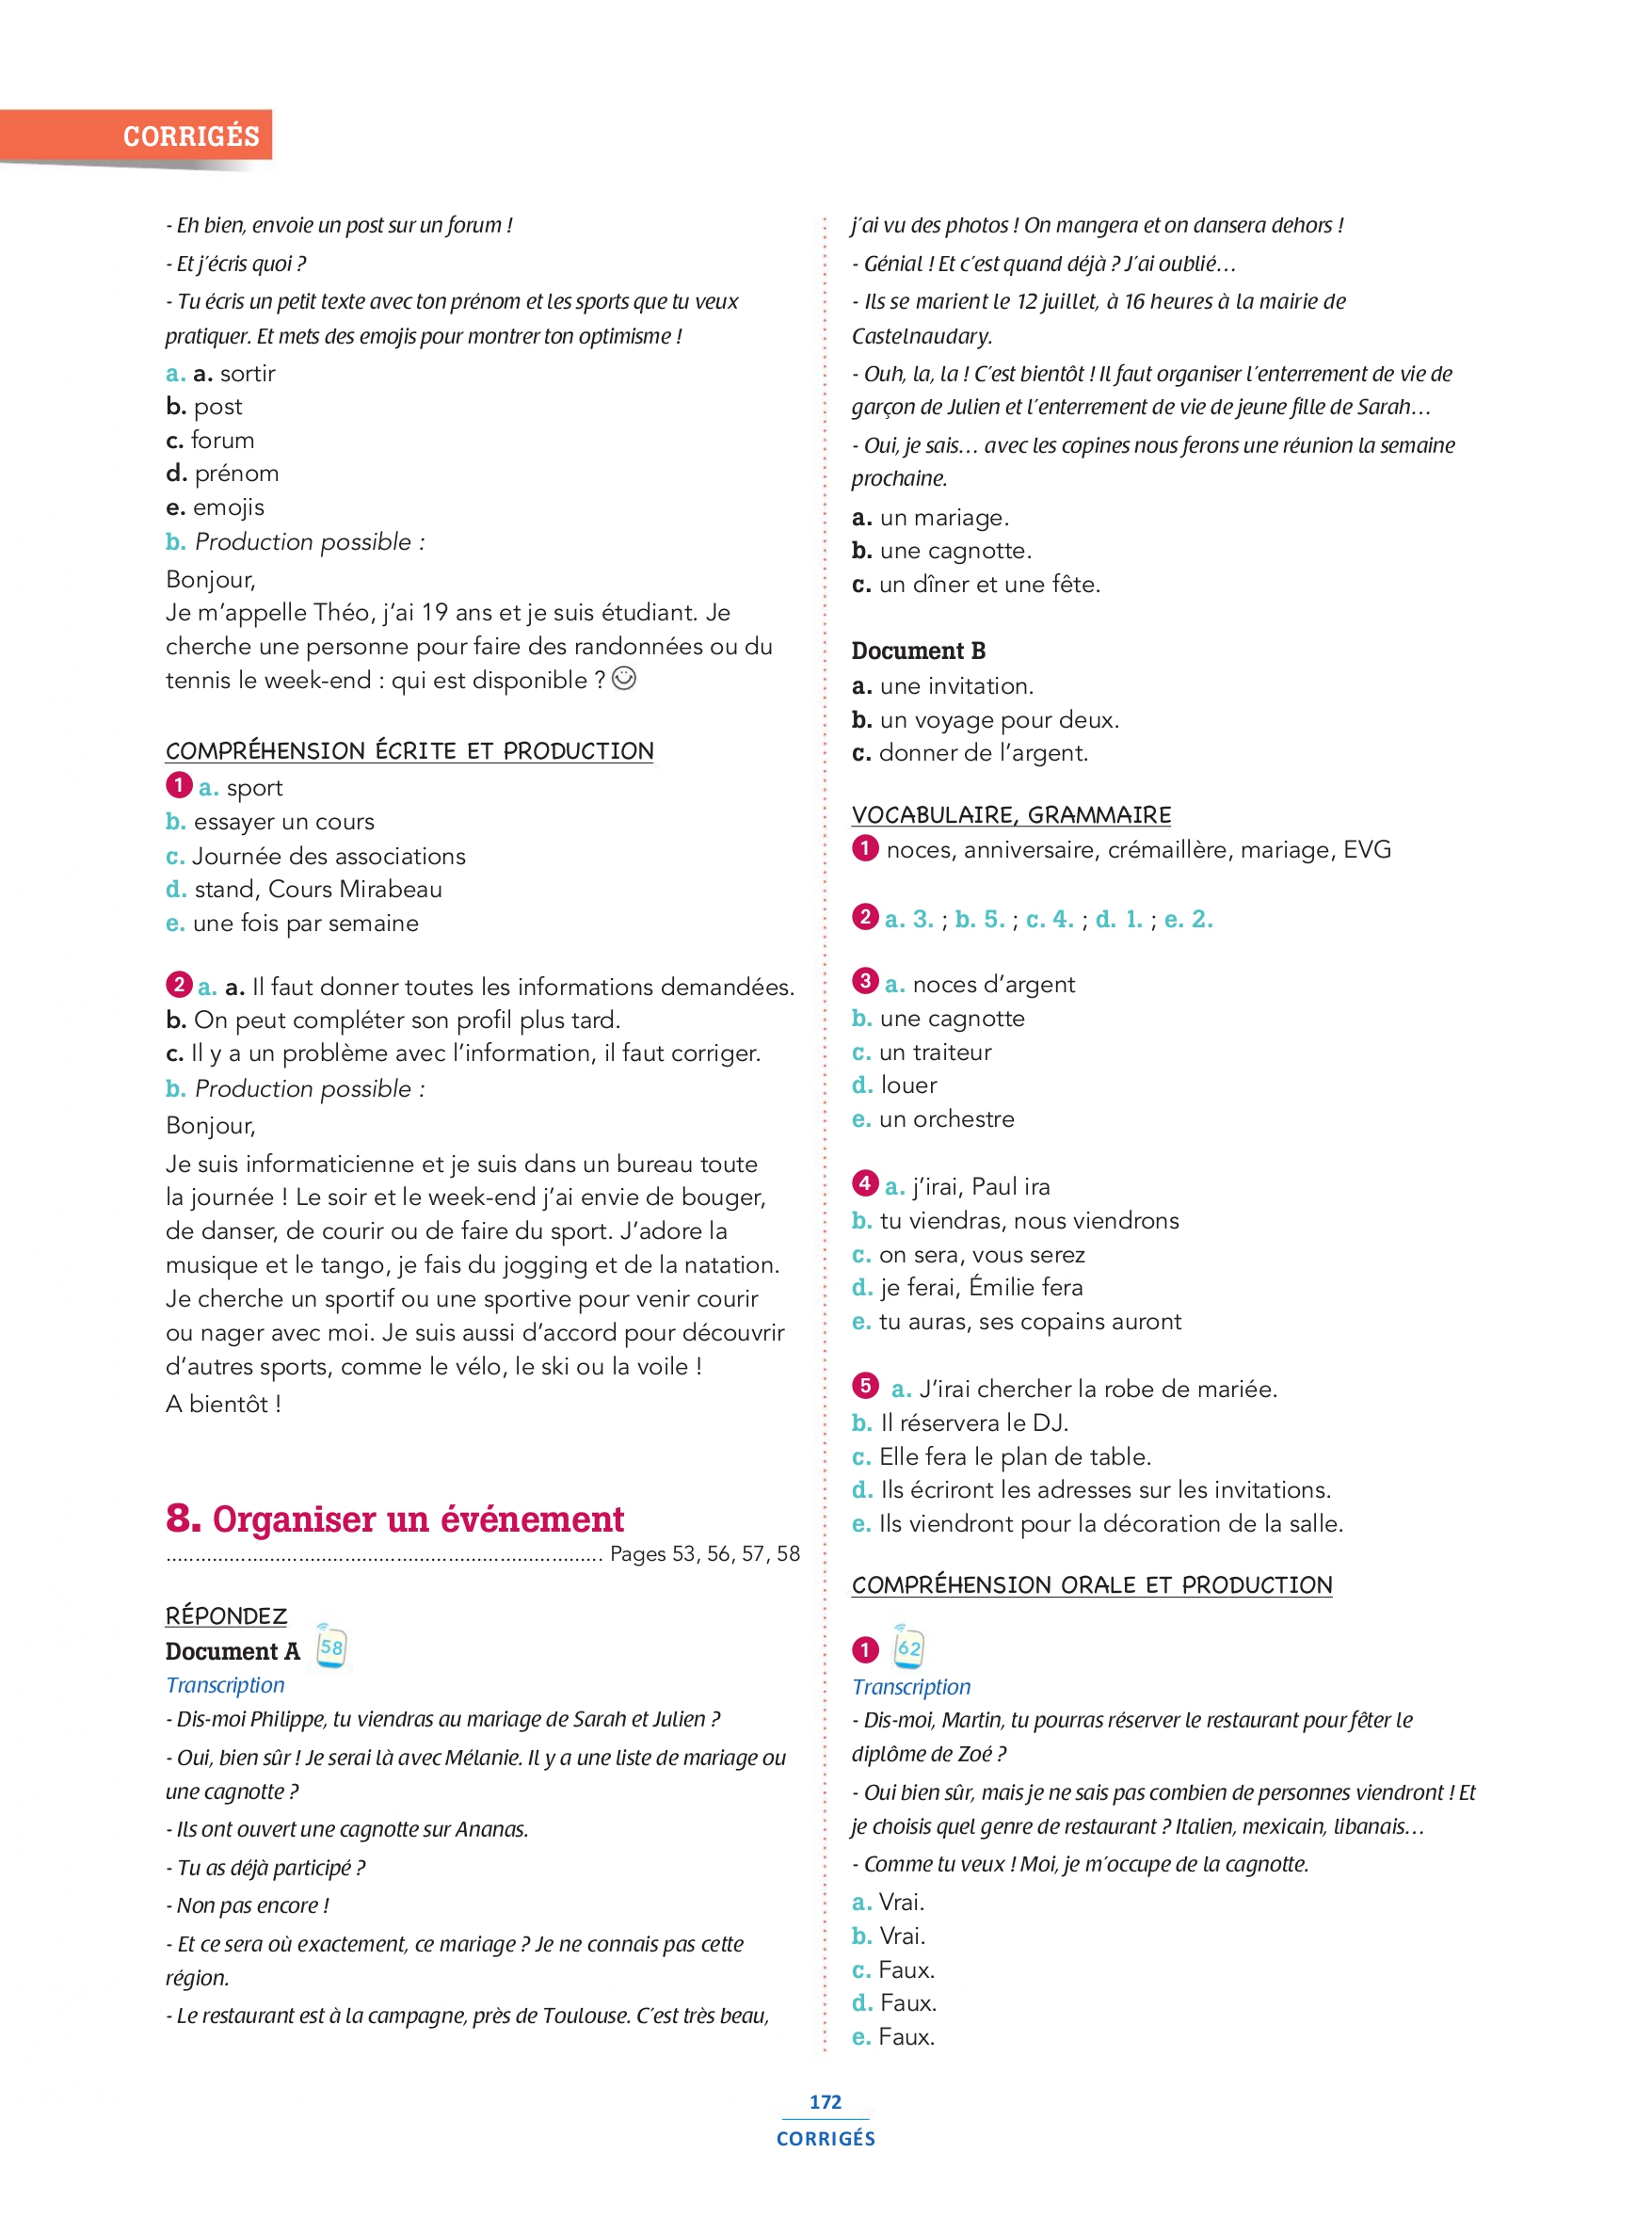 CORRIGÉS
- Eh bien, envoie un post sur un forum !
- Et j'écris quoi ?
- Tu écris un petit texte avec ton prénom et les sports que tu veux
pratiquer. Et mets des emojis pour montrer ton optimisme !
a. a. sortir
b. post
c. forum
d. prénom
e. emojis
b. Production possible :
Bonjour,
Je m'appelle Théo, j'ai 19 ans et je suis étudiant. Je
cherche une personne pour faire des randonnées ou du
tennis le week-end : qui est disponible ? ☺
COMPRÉHENSION ÉCRITE ET PRODUCTION
1 a. sport
b. essayer un cours
c. Journée des associations
d. stand, Cours Mirabeau
e. une fois par semaine
2 a. a. Il faut donner toutes les informations demandées.
b. On peut compléter son profil plus tard.
c. Il y a un problème avec l'information, il faut corriger.
b. Production possible :
Bonjour,
Je suis informaticienne et je suis dans un bureau toute
la journée ! Le soir et le week-end j'ai envie de bouger,
de danser, de courir ou de faire du sport. J'adore la
musique et le tango, je fais du jogging et de la natation.
Je cherche un sportif ou une sportive pour venir courir
ou nager avec moi. Je suis aussi d'accord pour découvrir
d'autres sports, comme le vélo, le ski ou la voile !
A bientôt !
8. Organiser un événement
........................................................................... Pages 53, 56, 57, 58
RÉPONDEZ
Document A 58
Transcription
- Dis-moi Philippe, tu viendras au mariage de Sarah et Julien ?
- Oui, bien sûr ! Je serai là avec Mélanie. Il y a une liste de mariage ou
une cagnotte ?
- Ils ont ouvert une cagnotte sur Ananas.
- Tu as déjà participé ?
- Non pas encore !
- Et ce sera où exactement, ce mariage ? Je ne connais pas cette
région.
- Le restaurant est à la campagne, près de Toulouse. C'est très beau,
j'ai vu des photos ! On mangera et on dansera dehors !
- Génial ! Et c'est quand déjà ? J'ai oublié…
- Ils se marient le 12 juillet, à 16 heures à la mairie de
Castelnaudary.
- Ouh, la, la ! C'est bientôt ! Il faut organiser l'enterrement de vie de
garçon de Julien et l'enterrement de vie de jeune fille de Sarah…
- Oui, je sais… avec les copines nous ferons une réunion la semaine
prochaine.
a. un mariage.
b. une cagnotte.
c. un dîner et une fête.
Document B
a. une invitation.
b. un voyage pour deux.
c. donner de l'argent.
VOCABULAIRE, GRAMMAIRE
1 noces, anniversaire, crémaillère, mariage, EVG
2 a. 3. ; b. 5. ; c. 4. ; d. 1. ; e. 2.
3 a. noces d'argent
b. une cagnotte
c. un traiteur
d. louer
e. un orchestre
4 a. j'irai, Paul ira
b. tu viendras, nous viendrons
c. on sera, vous serez
d. je ferai, Émilie fera
e. tu auras, ses copains auront
5 a. J'irai chercher la robe de mariée.
b. Il réservera le DJ.
c. Elle fera le plan de table.
d. Ils écriront les adresses sur les invitations.
e. Ils viendront pour la décoration de la salle.
COMPRÉHENSION ORALE ET PRODUCTION
1 62
Transcription
- Dis-moi, Martin, tu pourras réserver le restaurant pour fêter le
diplôme de Zoé ?
- Oui bien sûr, mais je ne sais pas combien de personnes viendront ! Et
je choisis quel genre de restaurant ? Italien, mexicain, libanais…
- Comme tu veux ! Moi, je m'occupe de la cagnotte.
a. Vrai.
b. Vrai.
c. Faux.
d. Faux.
e. Faux.
172
CORRIGÉS